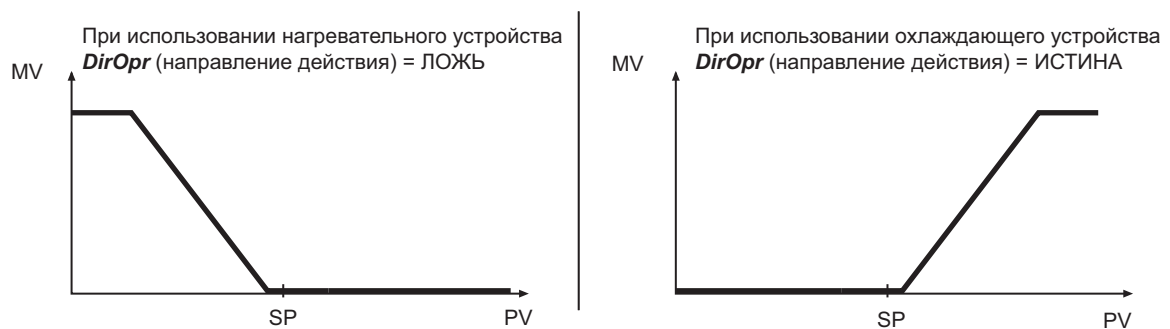 При использовании нагревательного устройства
DirOpr (направление действия) = ЛОЖЬ
MV
SP
PV
При использовании охлаждающего устройства
DirOpr (направление действия) = ИСТИНА
MV
SP
PV